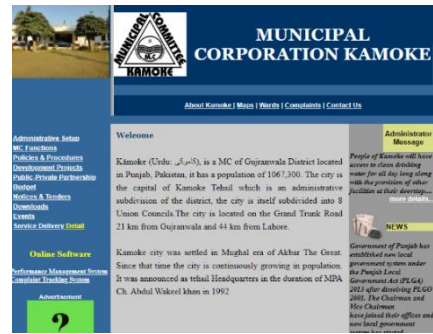 MUNICIPAL COMMITTEE
MC
KAMOKE
MUNICIPAL
CORPORATION KAMOKE
About Kamoke | Maps | Wards | Complaints | Contact Us
Administrative Setup
MC Functions
Policies & Procedures
Development Projects
Public-Private Partnership
Budget
Notices & Tenders
Downloads
Events
Service Delivery Detail
Online Software
Performance Management System
Complaint Tracking System
Advertisement
?
Welcome
Kāmoke (Urdu: کامونکی), is a MC of Gujranwala District located
in Punjab, Pakistan, it has a population of 1067,300. The city is
the capital of Kamoke Tehsil which is an administrative
subdivision of the district, the city is itself subdivided into 8
Union Councils.The city is located on the Grand Trunk Road
21 km from Gujranwala and 44 km from Lahore.
Kamoke city was settled in Mughal era of Akbar The Great.
Since that time the city is continuously growing in population.
It was announced as tehsil Headquarters in the duration of MPA
Ch. Abdul Wakeel khan in 1992
Administrator
Message
People of Kamoke will have
access to clean drinking
water for all day long along
with the provision of other
facilities at their doorstep....
more details..
NEWS
Government of Punjab has
established new local
government system under
the Punjab Local
Government Act (PLGA)
2013 after dissolving PLGO
2001. The Chairman and
Vice Chairman
have joined their offices and
new local government
system has started